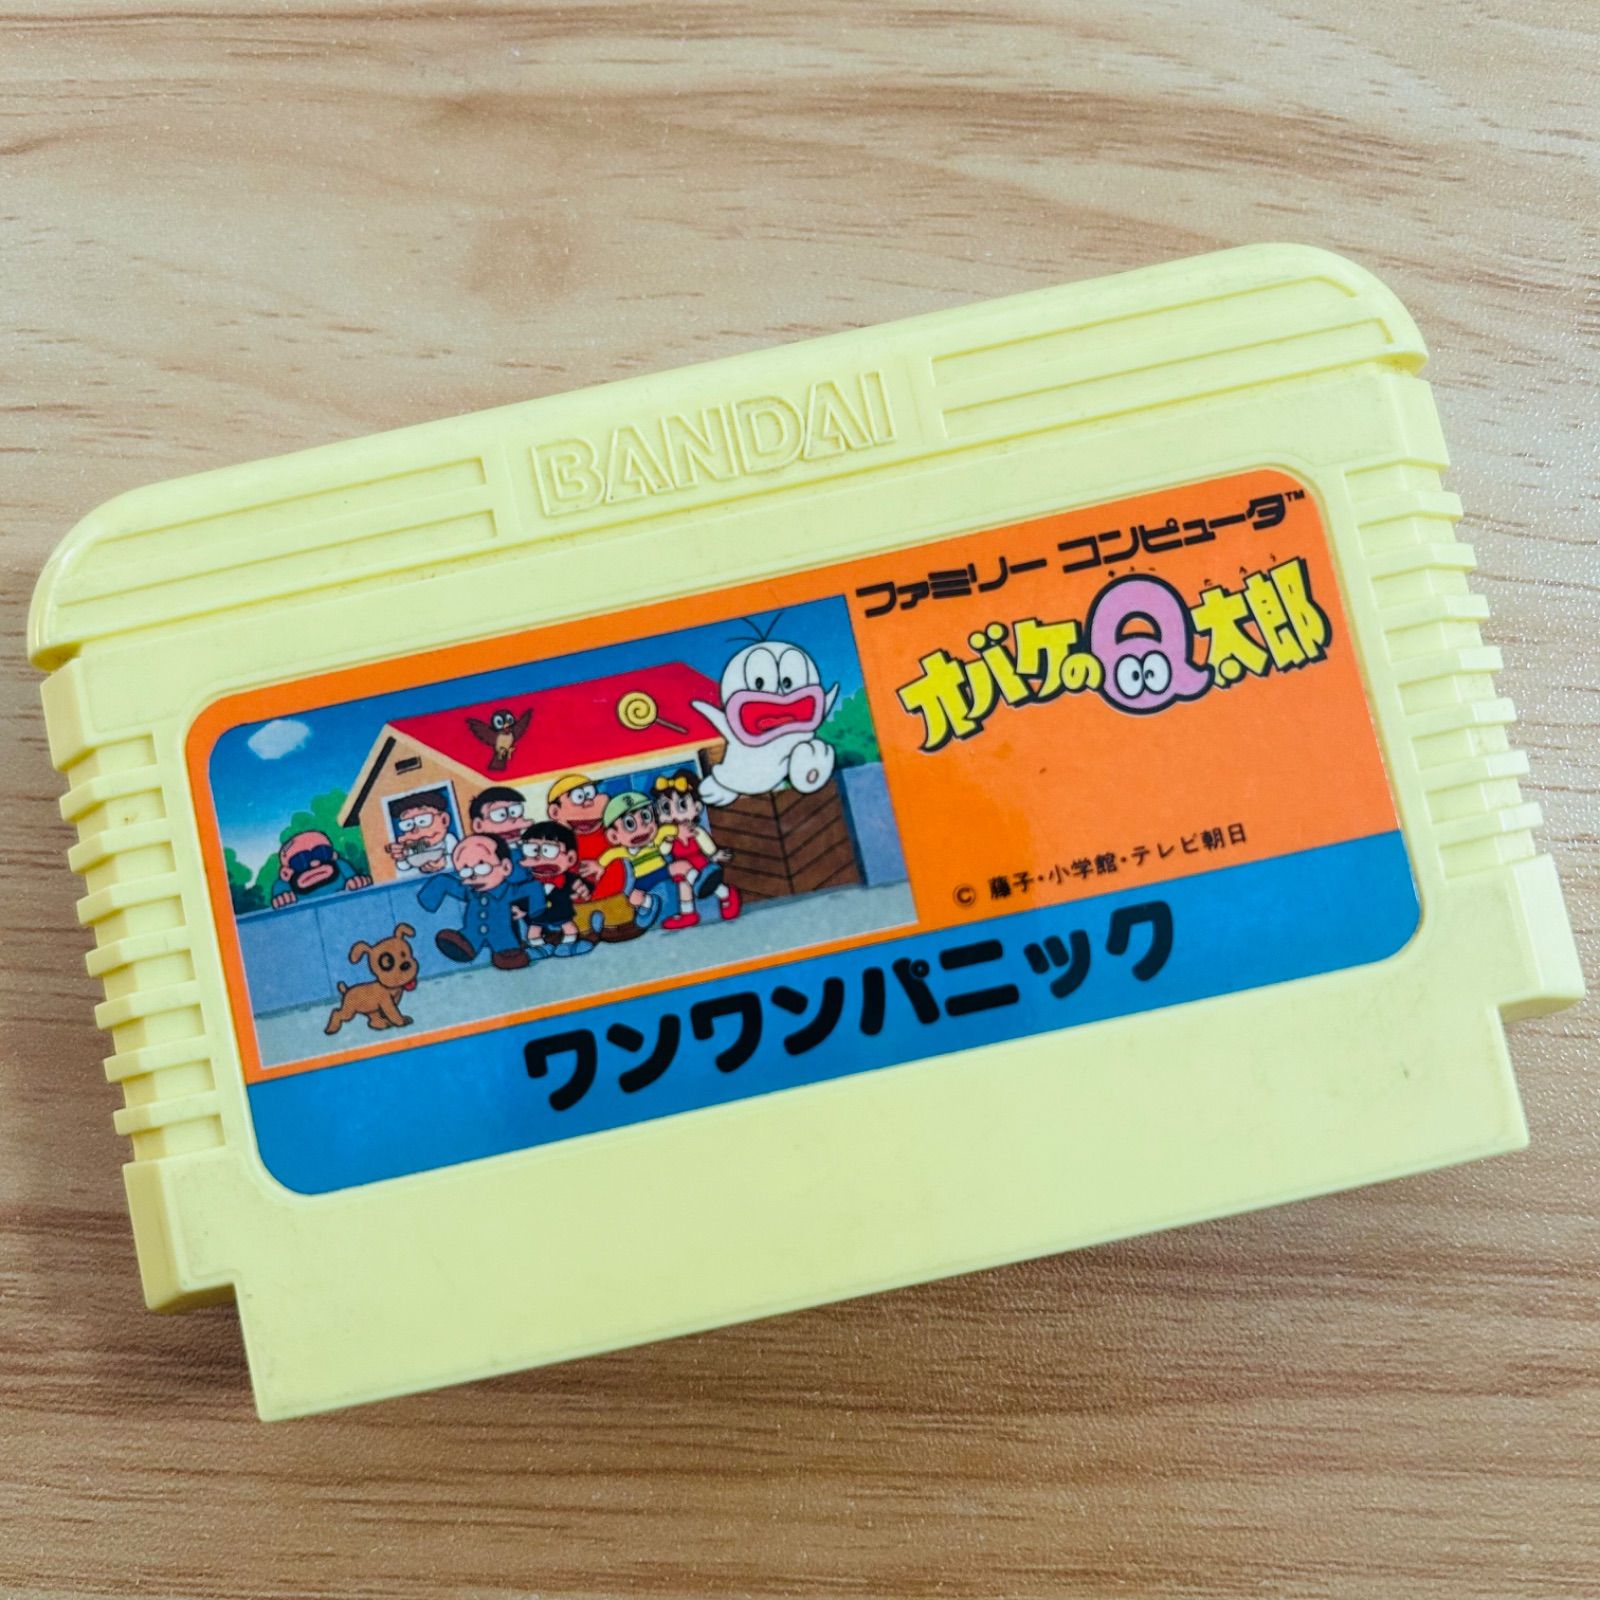 BANDAI
ファミリー コンピュータ™
オバケのQ太郎
© 藤子・小学館・テレビ朝日
ワンワンパニック